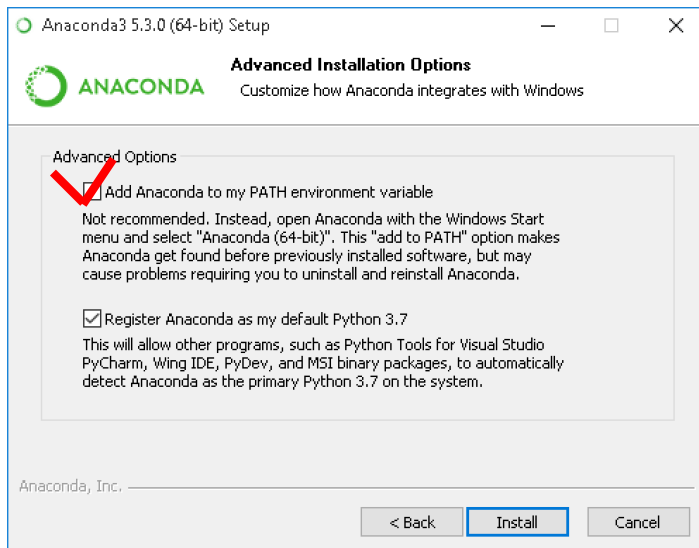 Anaconda3 5.3.0 (64-bit) Setup
ANACONDA
Advanced Installation Options
Customize how Anaconda integrates with Windows
Advanced Options
Add Anaconda to my PATH environment variable
Not recommended. Instead, open Anaconda with the Windows Start
menu and select "Anaconda (64-bit)". This "add to PATH" option makes
Anaconda get found before previously installed software, but may
cause problems requiring you to uninstall and reinstall Anaconda.
Register Anaconda as my default Python 3.7
This will allow other programs, such as Python Tools for Visual Studio
PyCharm, Wing IDE, PyDev, and MSI binary packages, to automatically
detect Anaconda as the primary Python 3.7 on the system.
Anaconda, Inc.
< Back Install Cancel